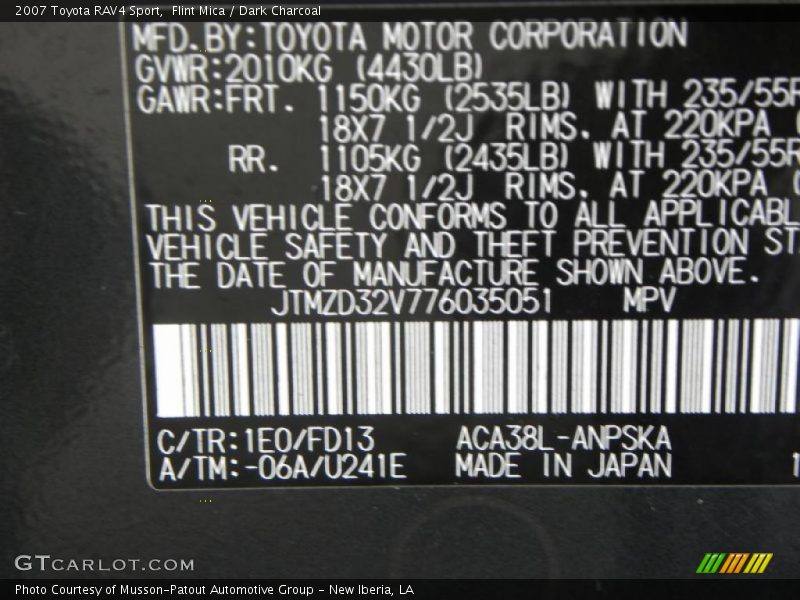 2007 Toyota RAV4 Sport, Flint Mica / Dark Charcoal
MFD.BY:TOYOTA MOTOR CORPORATION
GVWR:2010KG (4430LB)
GAWR:FRT. 1150KG (2535LB) WITH 235/55R
18X7 1/2J RIMS. AT 220KPA (
RR. 1105KG (2435LB) WITH 235/55R
18X7 1/2J RIMS. AT 220KPA (
THIS VEHICLE CONFORMS TO ALL APPLICABL
VEHICLE SAFETY AND THEFT PREVENTION ST
THE DATE OF MANUFACTURE SHOWN ABOVE.
JTMZD32V776035051 MPV
C/TR:1E0/FD13 ACA38L-ANPSKA
A/TM:-06A/U241E MADE IN JAPAN 1
GTCARLOT.COM
Photo Courtesy of Musson-Patout Automotive Group - New Iberia, LA